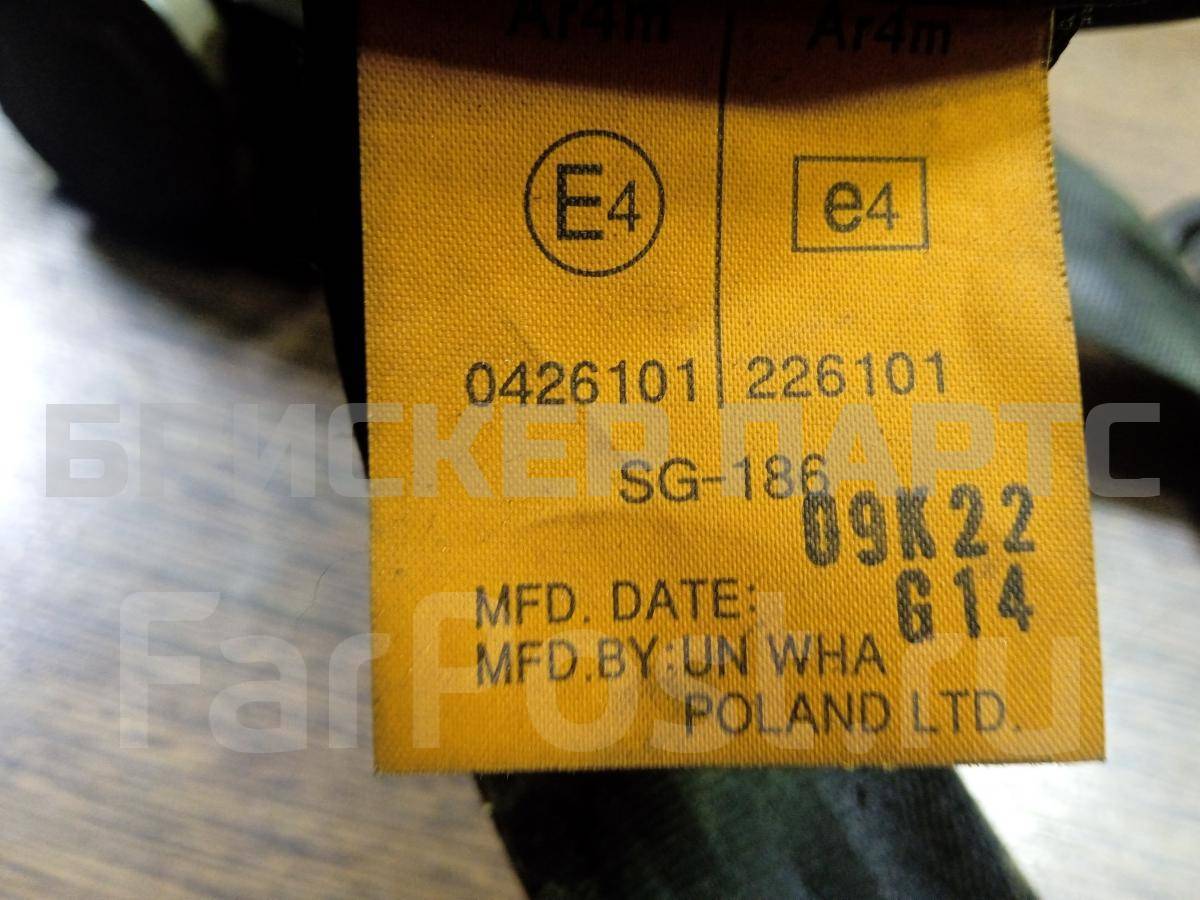 Ar4m Ar4m
E4 e4
0426101 226101
БРИСКЕР ПАРТС
SG-186
09K22
MFD. DATE: G14
MFD.BY: UN WHA
POLAND LTD.
FarPost.ru